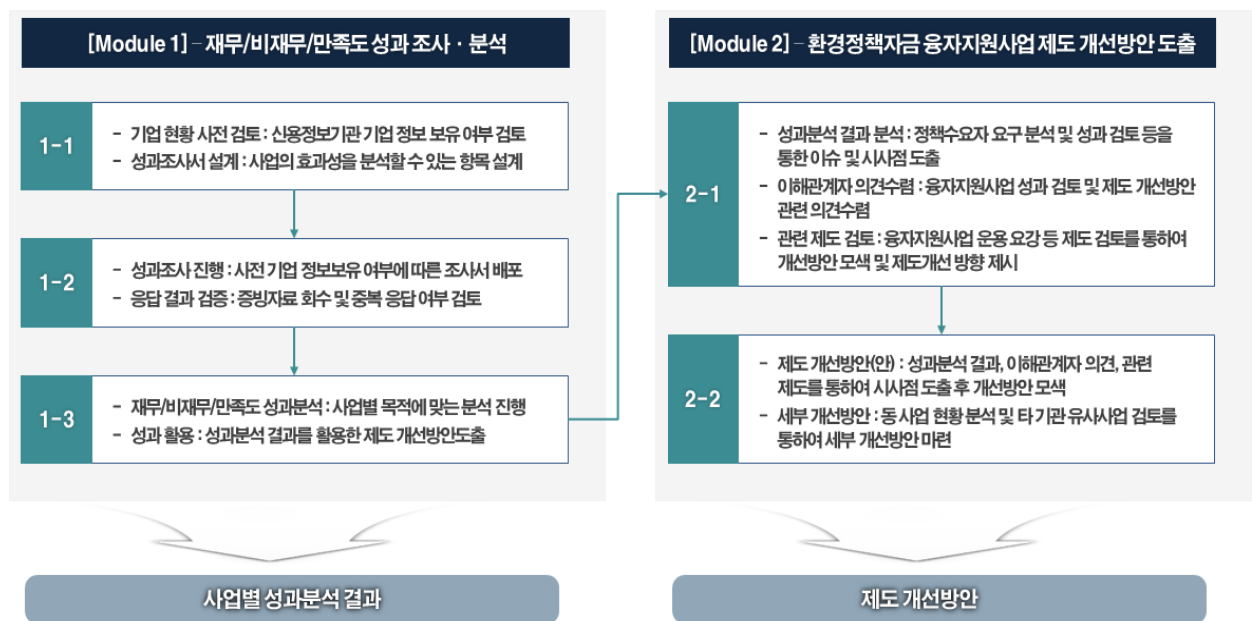 [Module 1] – 재무/비재무/만족도 성과 조사 · 분석
1-1
- 기업 현황 사전 검토 : 신용정보기관 기업 정보 보유 여부 검토
- 성과조사서 설계 : 사업의 효과성을 분석할 수 있는 항목 설계
1-2
- 성과조사 진행 : 사전 기업 정보보유 여부에 따른 조사서 배포
- 응답 결과 검증 : 증빙자료 회수 및 중복 응답 여부 검토
1-3
- 재무/비재무/만족도 성과분석 : 사업별 목적에 맞는 분석 진행
- 성과 활용 : 성과분석 결과를 활용한 제도 개선방안도출
사업별 성과분석 결과
[Module 2] – 환경정책자금 융자지원사업 제도 개선방안 도출
2-1
- 성과분석 결과 분석 : 정책수요자 요구 분석 및 성과 검토 등을
통한 이슈 및 시사점 도출
- 이해관계자 의견수렴 : 융자지원사업 성과 검토 및 제도 개선방안
관련 의견수렴
- 관련 제도 검토 : 융자지원사업 운용 요강 등 제도 검토를 통하여
개선방안 모색 및 제도개선 방향 제시
2-2
- 제도 개선방안(안) : 성과분석 결과, 이해관계자 의견, 관련
제도를 통하여 시사점 도출 후 개선방안 모색
- 세부 개선방안 : 동 사업 현황 분석 및 타 기관 유사사업 검토를
통하여 세부 개선방안 마련
제도 개선방안